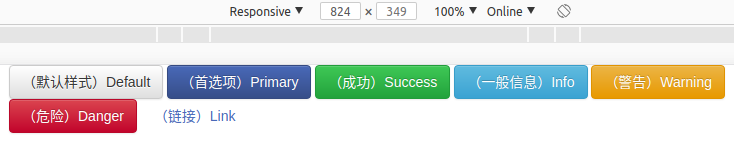 Responsive ▼ 824 × 349 100% ▼ Online ▼
（默认样式）Default （首选项）Primary （成功）Success （一般信息）Info （警告）Warning
（危险）Danger （链接）Link